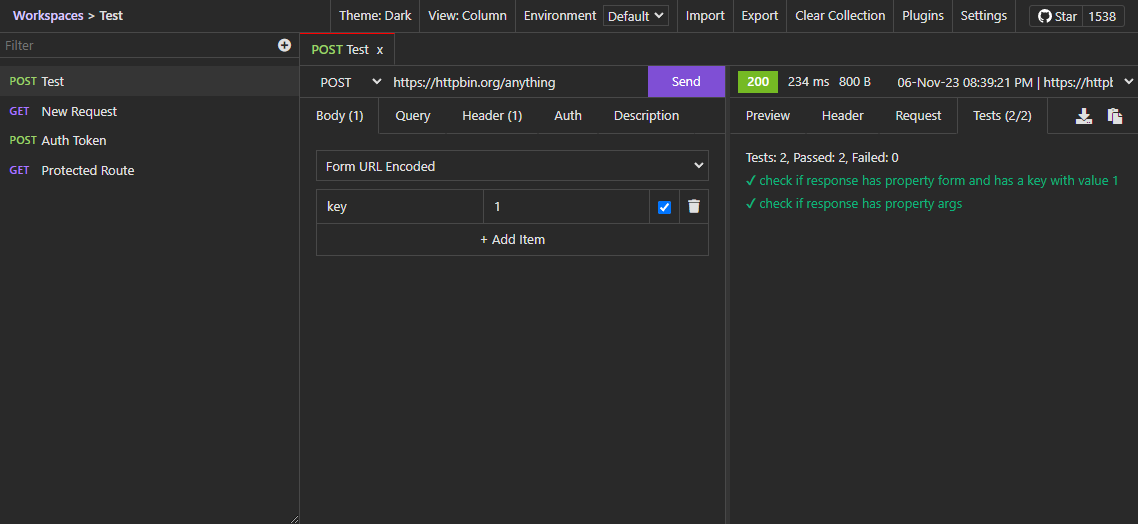 Workspaces > Test
Theme: Dark
View: Column
Environment
Default
Import
Export
Clear Collection
Plugins
Settings
Star
1538
Filter
POST Test
GET New Request
POST Auth Token
GET Protected Route
POST Test x
POST
https://httpbin.org/anything
Send
Body (1)
Query
Header (1)
Auth
Description
Form URL Encoded
key
1
+ Add Item
200
234 ms
800 B
06-Nov-23 08:39:21 PM | https://httpb
Preview
Header
Request
Tests (2/2)
Tests: 2, Passed: 2, Failed: 0
✓ check if response has property form and has a key with value 1
✓ check if response has property args